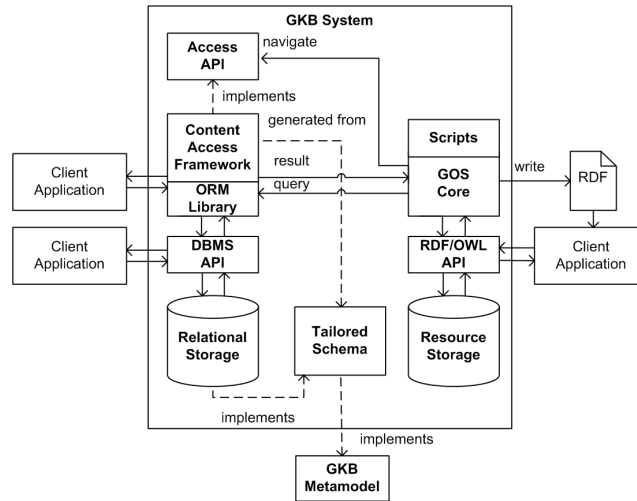 GKB System
Access
API
navigate
implements
generated from
Content
Access
Framework
ORM
Library
result
query
Scripts
GOS
Core
write
RDF
Client
Application
Client
Application
DBMS
API
RDF/OWL
API
Client
Application
Relational
Storage
Tailored
Schema
Resource
Storage
implements
implements
GKB
Metamodel